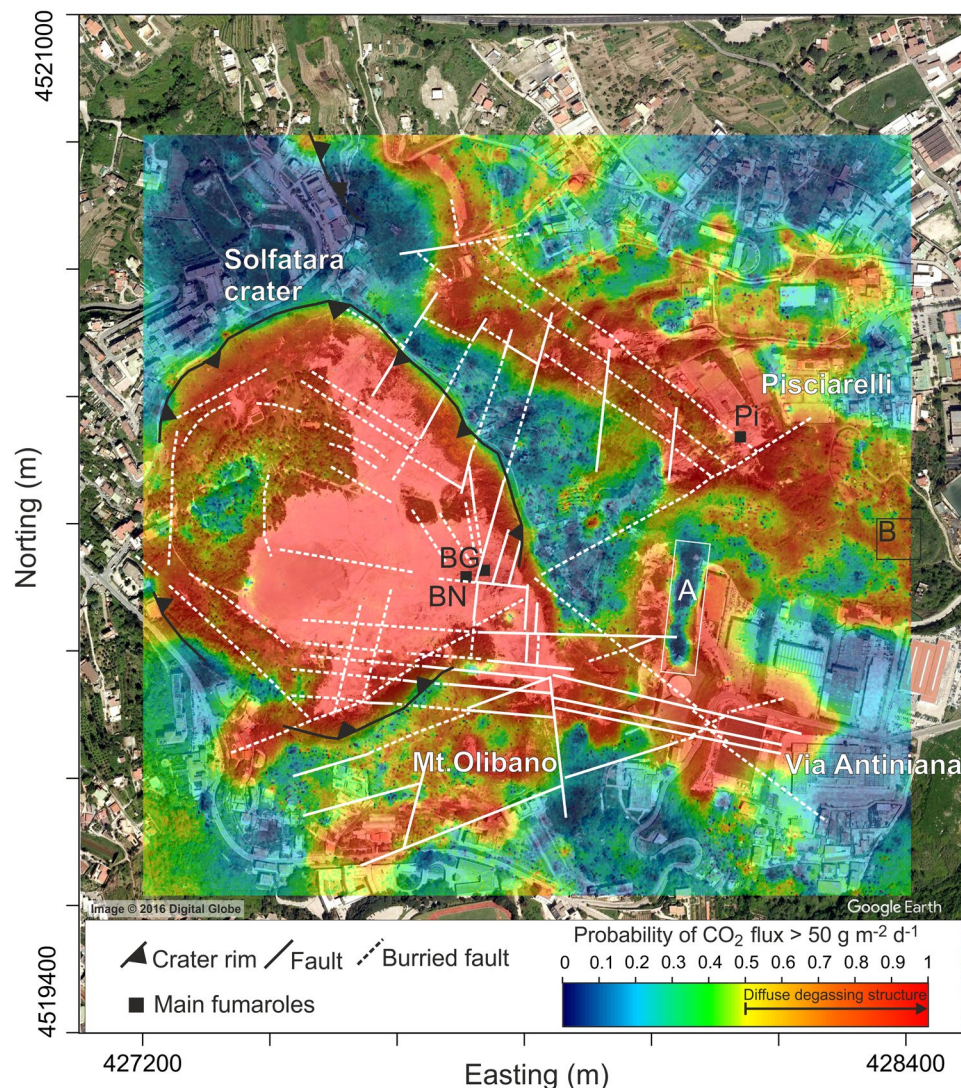 4521000
Solfatara
crater
Pisciarelli
Pi
B
BG
A
BN
Mt.Olibano
Via Antiniana
Norting (m)
Image © 2016 Digital Globe
Google Earth
Crater rim
Fault
Burried fault
Main fumaroles
Probability of CO₂ flux > 50 g m⁻² d⁻¹
0 0.1 0.2 0.3 0.4 0.5 0.6 0.7 0.8 0.9 1
Diffuse degassing structure
4519400
427200
428400
Easting (m)